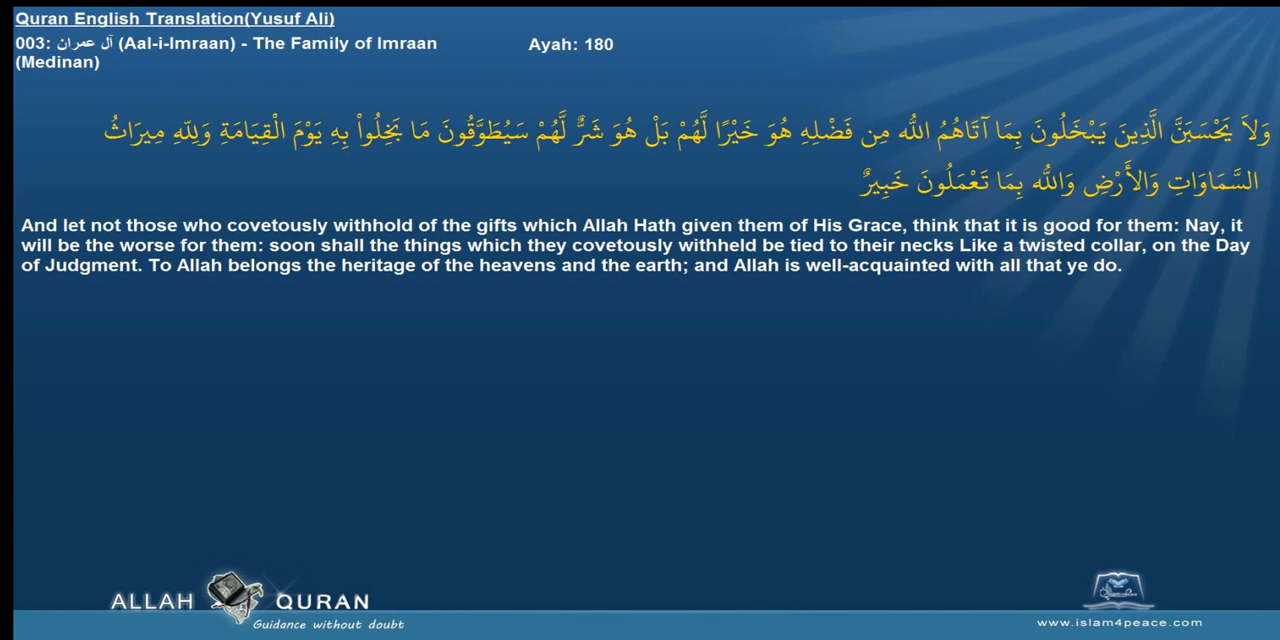 Quran English Translation(Yusuf Ali)
003: آل عمران (Aal-i-Imraan) - The Family of Imraan
(Medinan)
Ayah: 180
وَلاَ يَحْسَبَنَّ الَّذِينَ يَبْخَلُونَ بِمَا آتَاهُمُ اللّهُ مِن فَضْلِهِ هُوَ خَيْرًا لَّهُمْ بَلْ هُوَ شَرٌّ لَّهُمْ سَيُطَوَّقُونَ مَا بَخِلُواْ بِهِ يَوْمَ الْقِيَامَةِ وَلِلّهِ مِيرَاثُ
السَّمَاوَاتِ وَالأَرْضِ وَاللّهُ بِمَا تَعْمَلُونَ خَبِيرٌ
And let not those who covetously withhold of the gifts which Allah Hath given them of His Grace, think that it is good for them: Nay, it
will be the worse for them: soon shall the things which they covetously withheld be tied to their necks Like a twisted collar, on the Day
of Judgment. To Allah belongs the heritage of the heavens and the earth; and Allah is well-acquainted with all that ye do.
ALLAH QURAN
Guidance without doubt
www.islam4peace.com